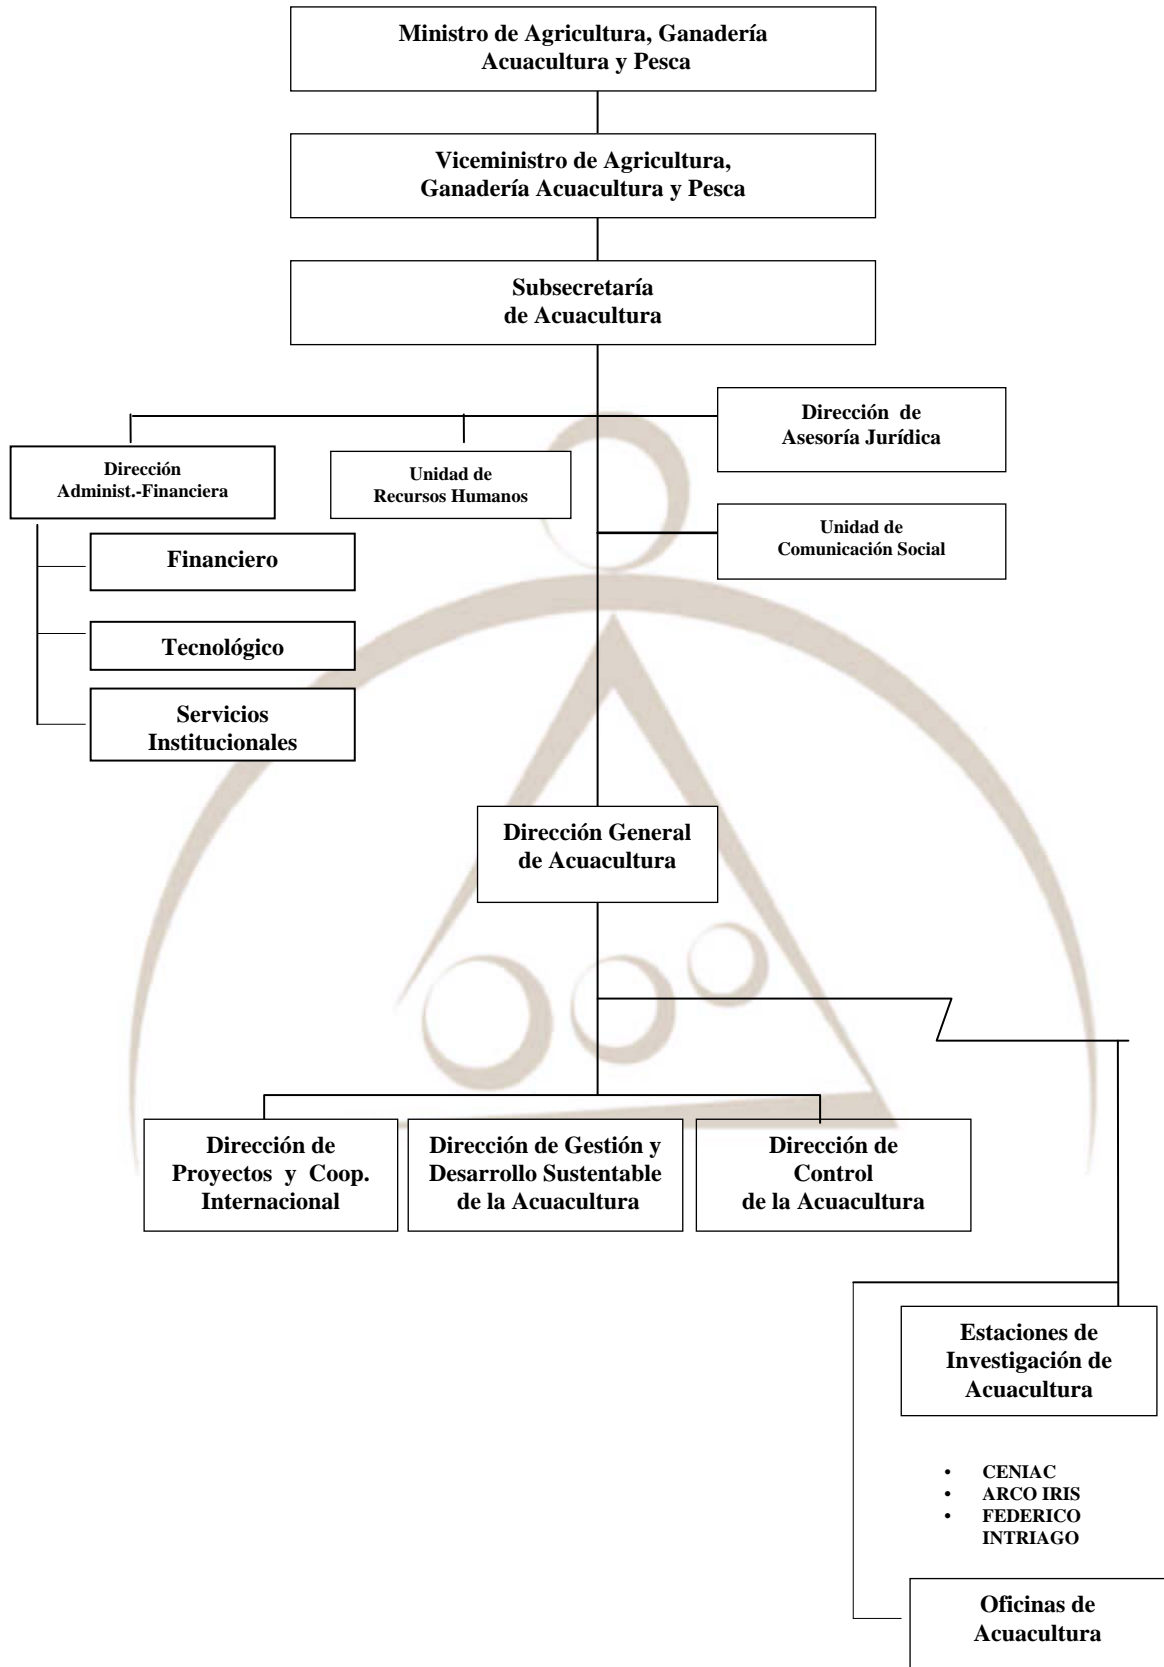 Ministro de Agricultura, Ganadería
Acuacultura y Pesca
Viceministro de Agricultura,
Ganadería Acuacultura y Pesca
Subsecretaría
de Acuacultura
Dirección de
Asesoría Jurídica
Dirección
Administ.-Financiera
Unidad de
Recursos Humanos
Unidad de
Comunicación Social
Financiero
Tecnológico
Servicios
Institucionales
Dirección General
de Acuacultura
Dirección de
Proyectos y Coop.
Internacional
Dirección de Gestión y
Desarrollo Sustentable
de la Acuacultura
Dirección de
Control
de la Acuacultura
Estaciones de
Investigación de
Acuacultura
• CENIAC
• ARCO IRIS
• FEDERICO
INTRIAGO
Oficinas de
Acuacultura